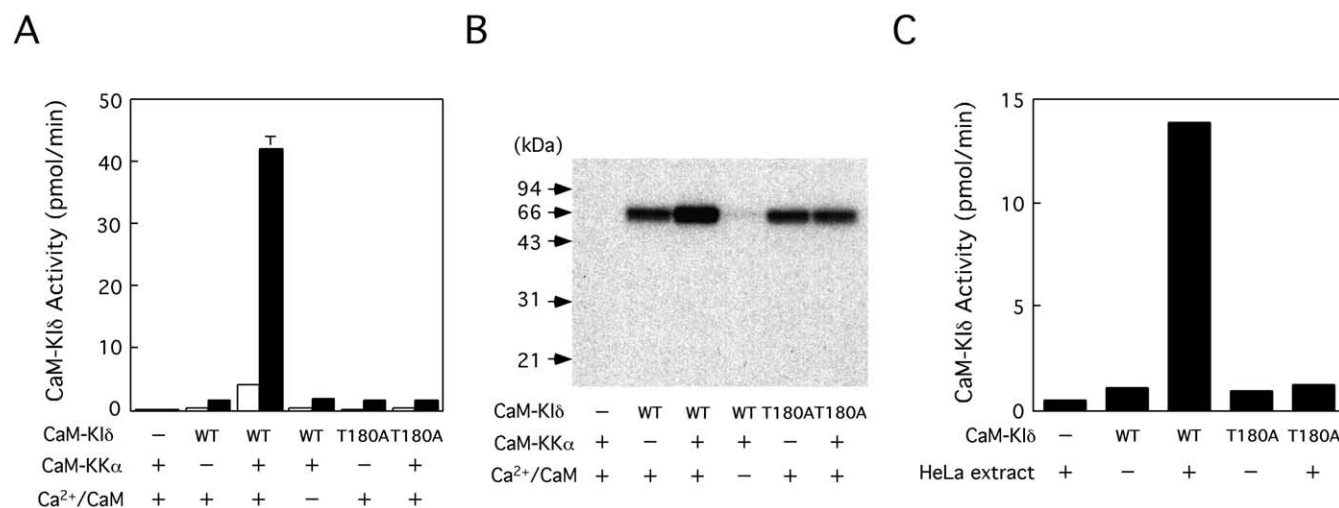 A
CaM-KIδ Activity (pmol/min)
50
40
30
20
10
0
CaM-KIδ – WT WT WT T180A T180A
CaM-KKα + – + + – +
Ca2+/CaM + + + – + +
B
(kDa)
94
66
43
31
21
CaM-KIδ – WT WT WT T180A T180A
CaM-KKα + – + + – +
Ca2+/CaM + + + – + +
C
CaM-KIδ Activity (pmol/min)
15
10
5
0
CaM-KIδ – WT WT T180A T180A
HeLa extract + – + – +